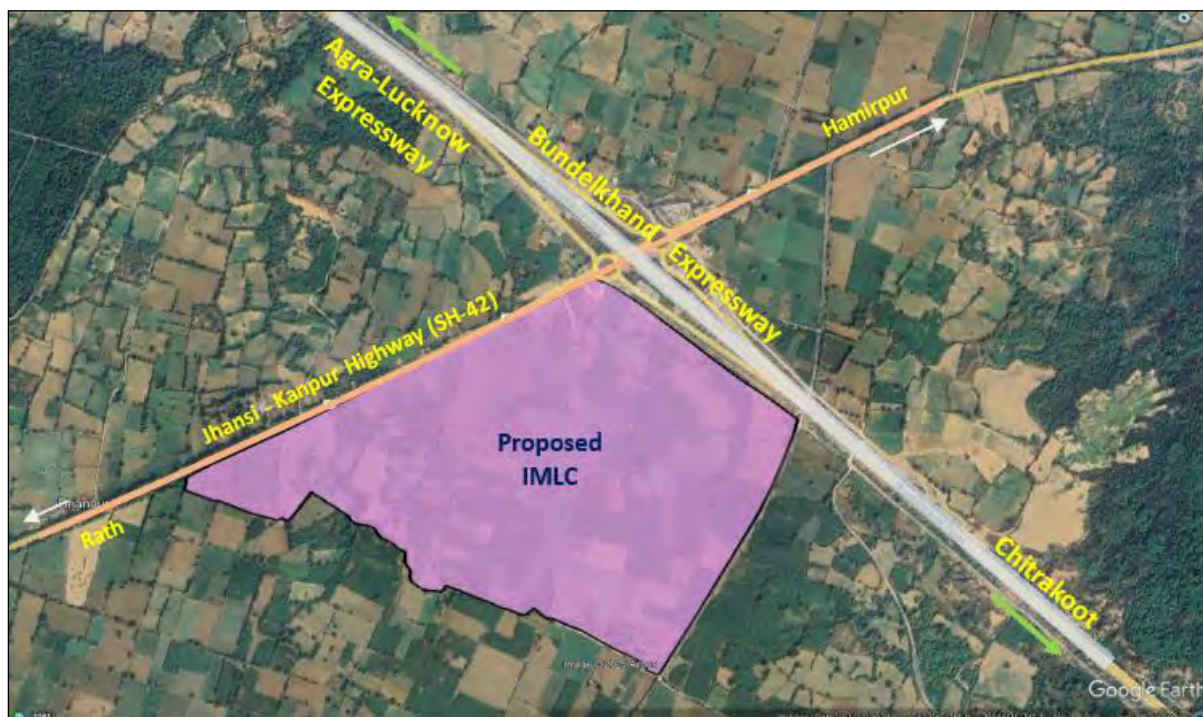 Agra-Lucknow
Expressway
Bundelkhand Expressway
Hamirpur
Jhansi -Kanpur Highway (SH-42)
Proposed
IMLC
Rath
Chitrakoot
Google Earth